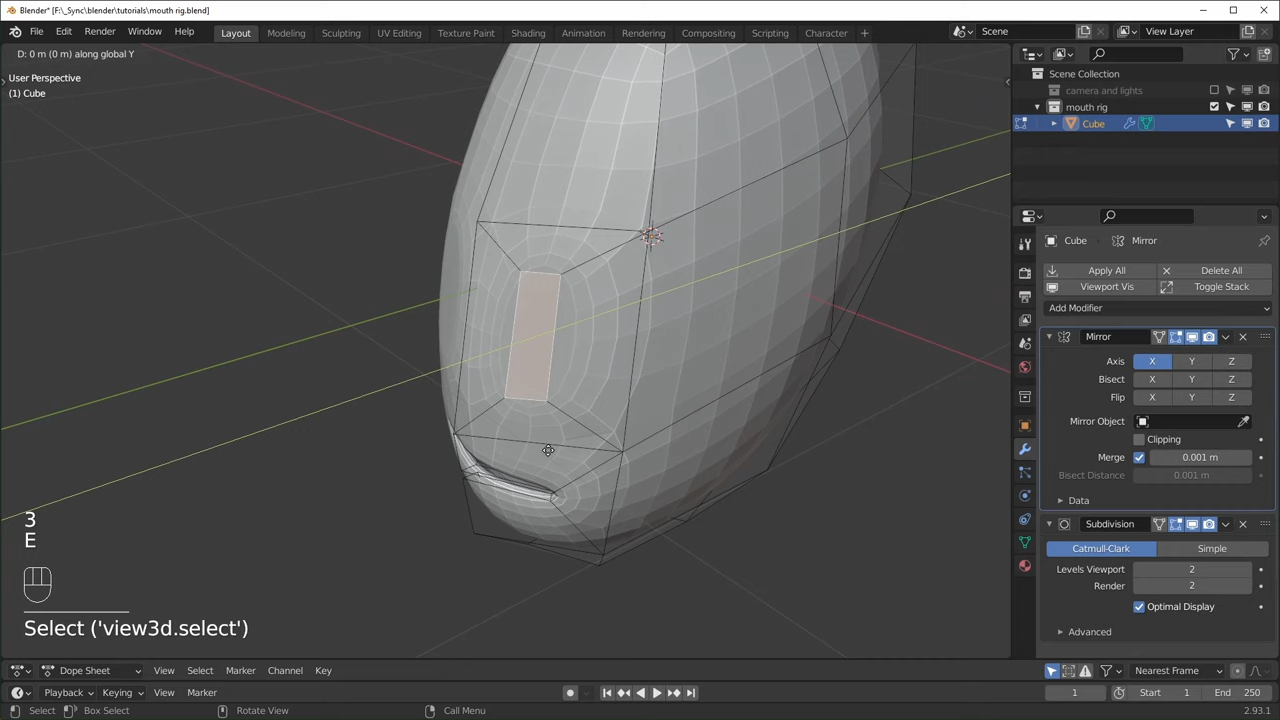 Blender* [F:\_Sync\blender\tutorials\mouth rig.blend]
File Edit Render Window Help Layout Modeling Sculpting UV Editing Texture Paint Shading Animation Rendering Compositing Scripting Character + Scene View Layer
D: 0 m (0 m) along global Y
User Perspective
(1) Cube
Scene Collection
camera and lights
mouth rig
Cube
Cube Mirror
Apply All Delete All
Viewport Vis Toggle Stack
Add Modifier
Mirror
Axis X Y Z
Bisect X Y Z
Flip X Y Z
Mirror Object
Clipping
Merge 0.001 m
Bisect Distance 0.001 m
Data
Subdivision
Catmull-Clark Simple
Levels Viewport 2
Render 2
Optimal Display
Advanced
3
E
Select ('view3d.select')
Dope Sheet View Select Marker Channel Key Nearest Frame
Playback Keying View Marker 1 Start 1 End 250
Select Box Select Rotate View Call Menu 2.93.1